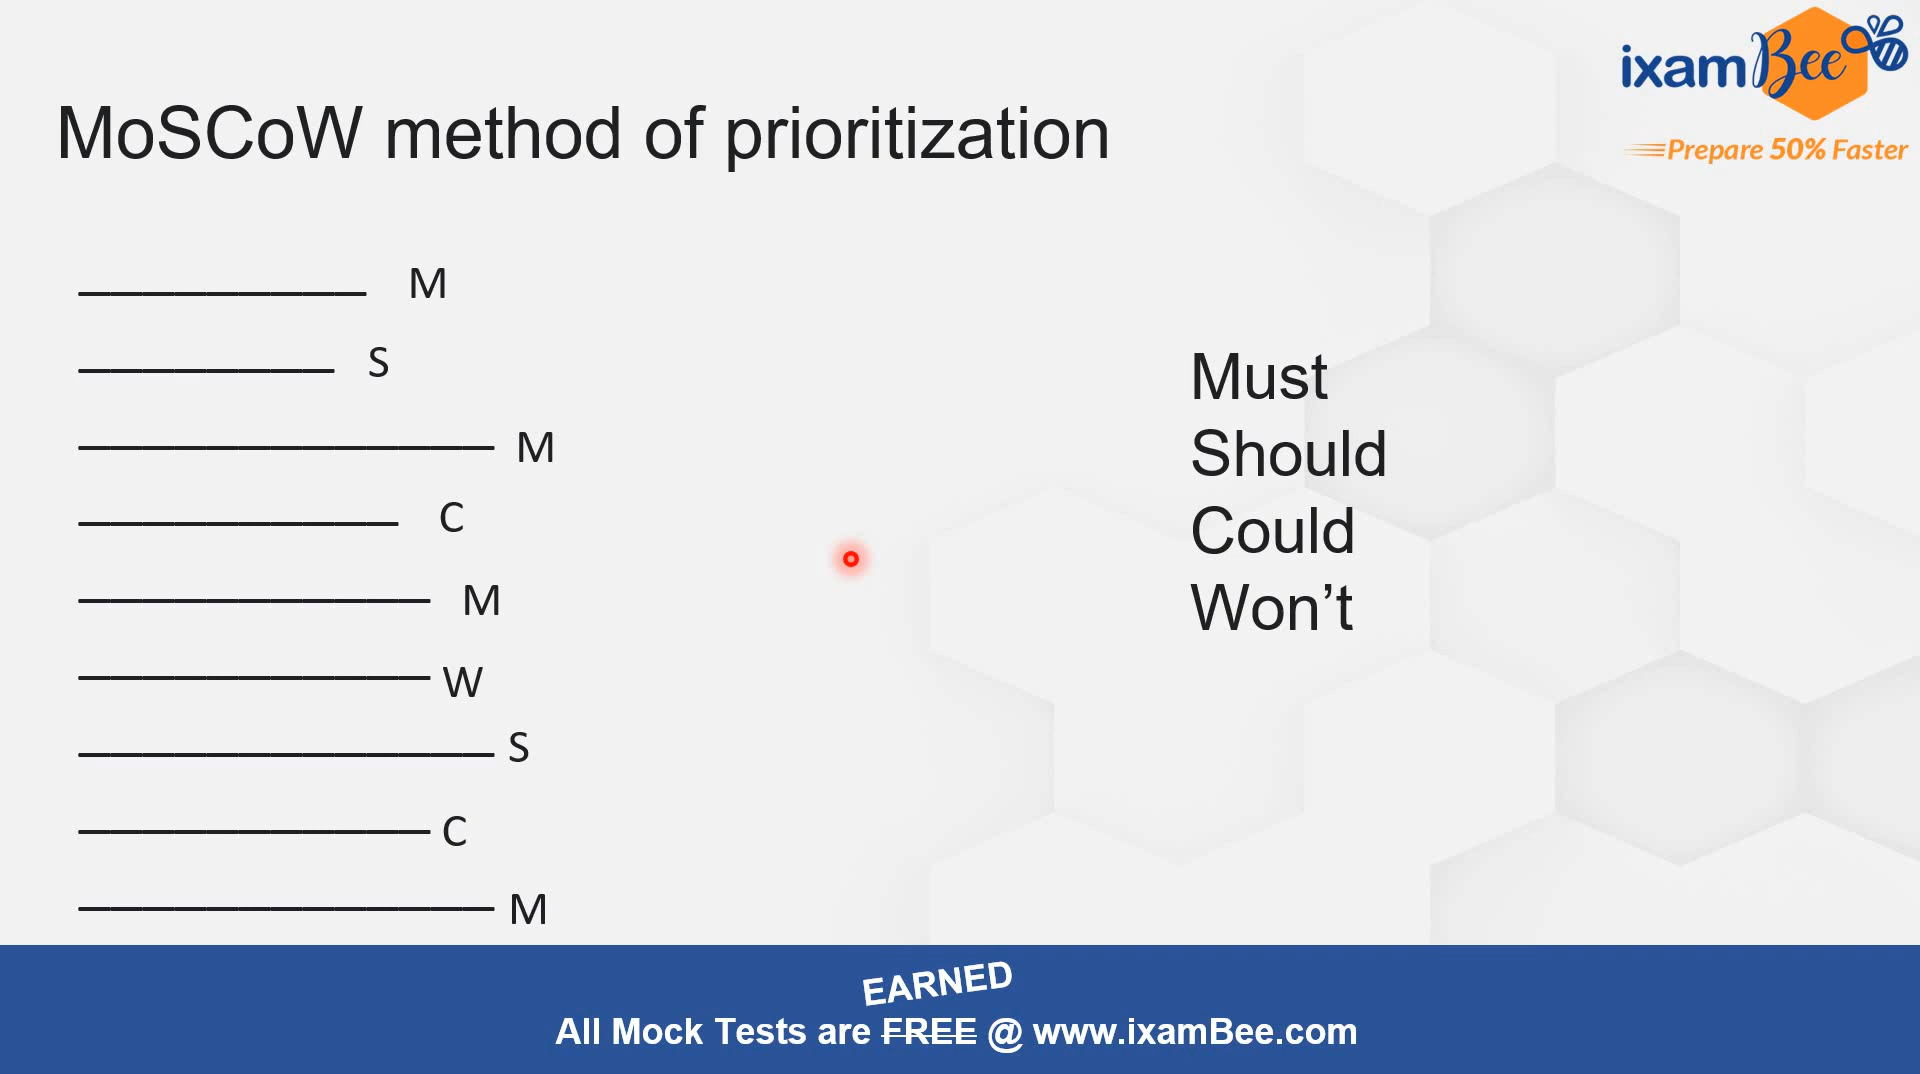 ixamBee
Prepare 50% Faster
MoSCoW method of prioritization
M
S
M
C
M
W
S
C
M
Must
Should
Could
Won’t
EARNED
All Mock Tests are FREE @ www.ixamBee.com